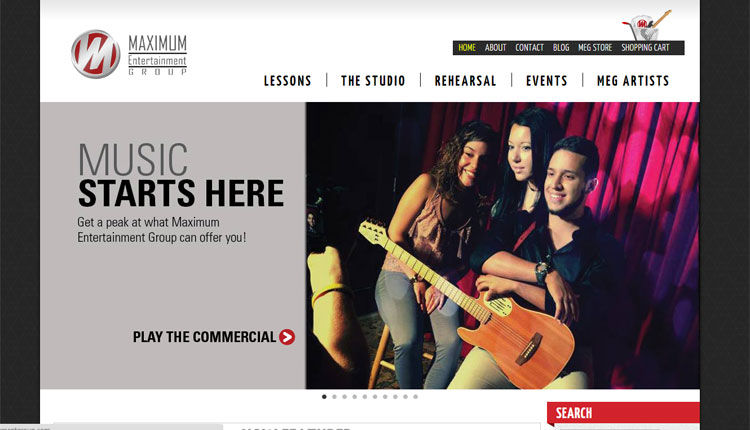 MAXIMUM
Entertainment
GROUP
HOME ABOUT CONTACT BLOG MEG STORE SHOPPING CART
LESSONS THE STUDIO REHEARSAL EVENTS MEG ARTISTS
MUSIC
STARTS HERE
Get a peak at what Maximum
Entertainment Group can offer you!
PLAY THE COMMERCIAL
SEARCH